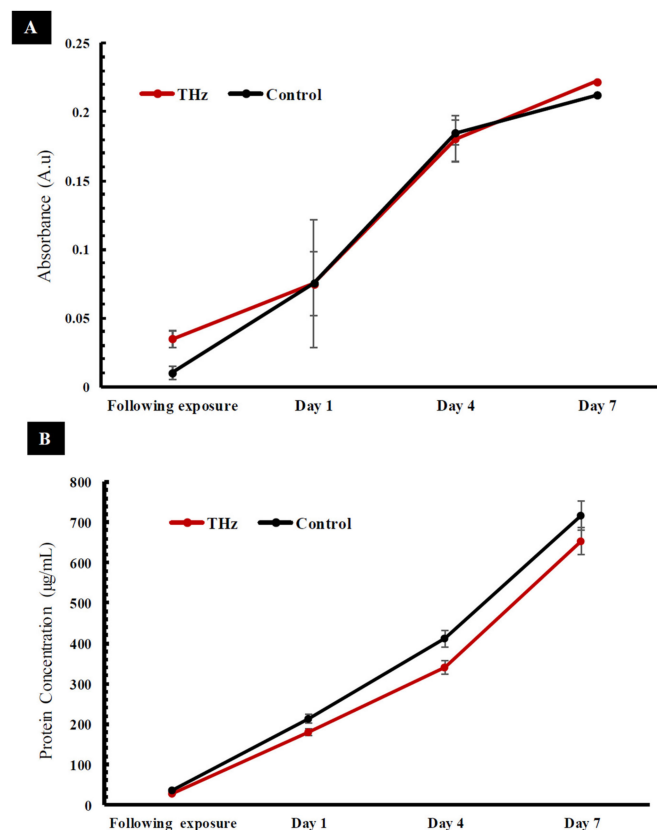 A
0.25
THz Control
0.2
0.15
0.1
0.05
0
Absorbance (A.u)
Following exposure Day 1 Day 4 Day 7
B
800
THz Control
700
600
500
400
300
200
100
0
Protein Concentration (µg/mL)
Following exposure Day 1 Day 4 Day 7